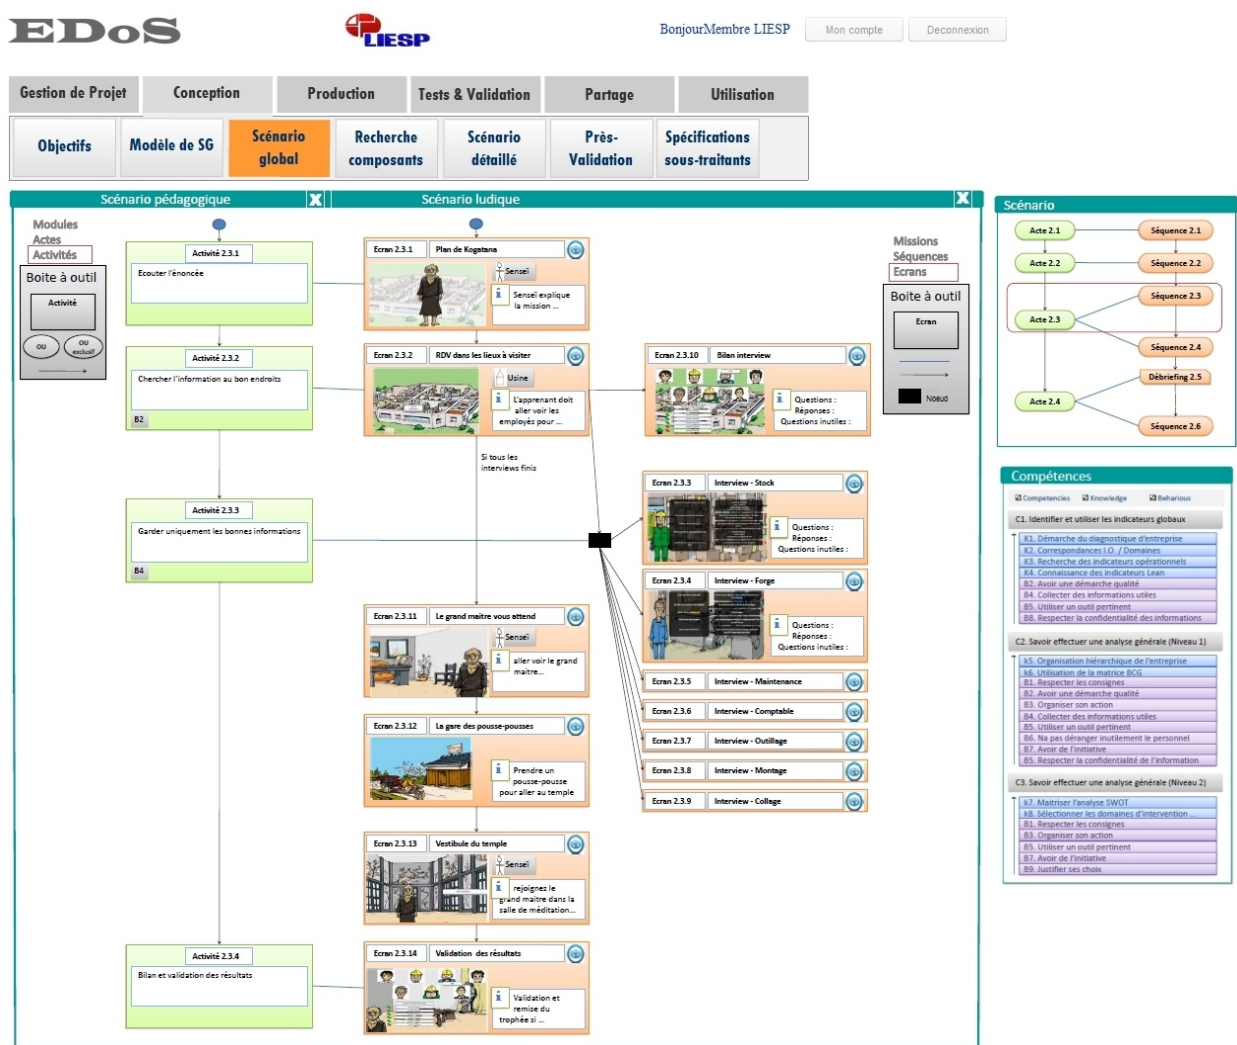 EDoS
LIESP
BonjourMembre LIESP
Mon compte
Deconnexion
Gestion de Projet
Conception
Production
Tests & Validation
Partage
Utilisation
Objectifs
Modèle de SG
Scénario
global
Recherche
composants
Scénario
détaillé
Près-
Validation
Spécifications
sous-traitants
Scénario pédagogique
X
Scénario ludique
X
Modules
Actes
Activités
Boite à outil
Activité
OU
OU
exclusif
Activité 2.3.1
Ecouter l'énoncée
Activité 2.3.2
Chercher l'information au bon endroits
B2
Activité 2.3.3
Garder uniquement les bonnes informations
B4
Activité 2.3.4
Bilan et validation des résultats
Ecran 2.3.1
Plan de Kogatana
Senseï
i
Senseï explique
la mission ...
Ecran 2.3.2
RDV dans les lieux à visiter
Usine
i
L'apprenant doit
aller voir les
employés pour ...
Si tous les
interviews finis
Ecran 2.3.11
Le grand maitre vous attend
Senseï
i
aller voir le grand
maitre...
Ecran 2.3.12
La gare des pousse-pousses
i
Prendre un
pousse-pousse
pour aller au temple
Ecran 2.3.13
Vestibule du temple
Senseï
i
rejoignez le
grand maitre dans la
salle de méditation...
Ecran 2.3.14
Validation des résultats
i
Validation et
remise du
trophée si ...
Ecran 2.3.10
Bilan interview
i
Questions :
Réponses :
Questions inutiles :
Ecran 2.3.3
Interview - Stock
i
Questions :
Réponses :
Questions inutiles :
Ecran 2.3.4
Interview - Forge
i
Questions :
Réponses :
Questions inutiles :
Ecran 2.3.5
Interview - Maintenance
Ecran 2.3.6
Interview - Comptable
Ecran 2.3.7
Interview - Outillage
Ecran 2.3.8
Interview - Montage
Ecran 2.3.9
Interview - Collage
Missions
Séquences
Ecrans
Boite à outil
Ecran
Noeud
Scénario
Acte 2.1
Séquence 2.1
Acte 2.2
Séquence 2.2
Séquence 2.3
Acte 2.3
Séquence 2.4
Débriefing 2.5
Acte 2.4
Séquence 2.6
Compétences
Competencies
Knowledge
Beharious
C1. Identifier et utiliser les indicateurs globaux
K1. Démarche du diagnostique d'entreprise
K2. Correspondances I.O. / Domaines
K3. Recherche des indicateurs opérationnels
K4. Connaissance des indicateurs Lean
B2. Avoir une démarche qualité
B4. Collecter des informations utiles
B5. Utiliser un outil pertinent
B8. Respecter la confidentialité des informations
C2. Savoir effectuer une analyse générale (Niveau 1)
k5. Organisation hiérarchique de l'entreprise
k6. Utilisation de la matrice BCG
B1. Respecter les consignes
B2. Avoir une démarche qualité
B3. Organiser son action
B4. Collecter des informations utiles
B5. Utiliser un outil pertinent
B6. Na pas déranger inutilement le personnel
B7. Avoir de l'initiative
B5. Respecter la confidentialité de l'information
C3. Savoir effectuer une analyse générale (Niveau 2)
k7. Maitriser l'analyse SWOT
k8. Sélectionner les domaines d'intervention ...
B1. Respecter les consignes
B3. Organiser son action
B5. Utiliser un outil pertinent
B7. Avoir de l'initiative
B9. Justifier ses choix